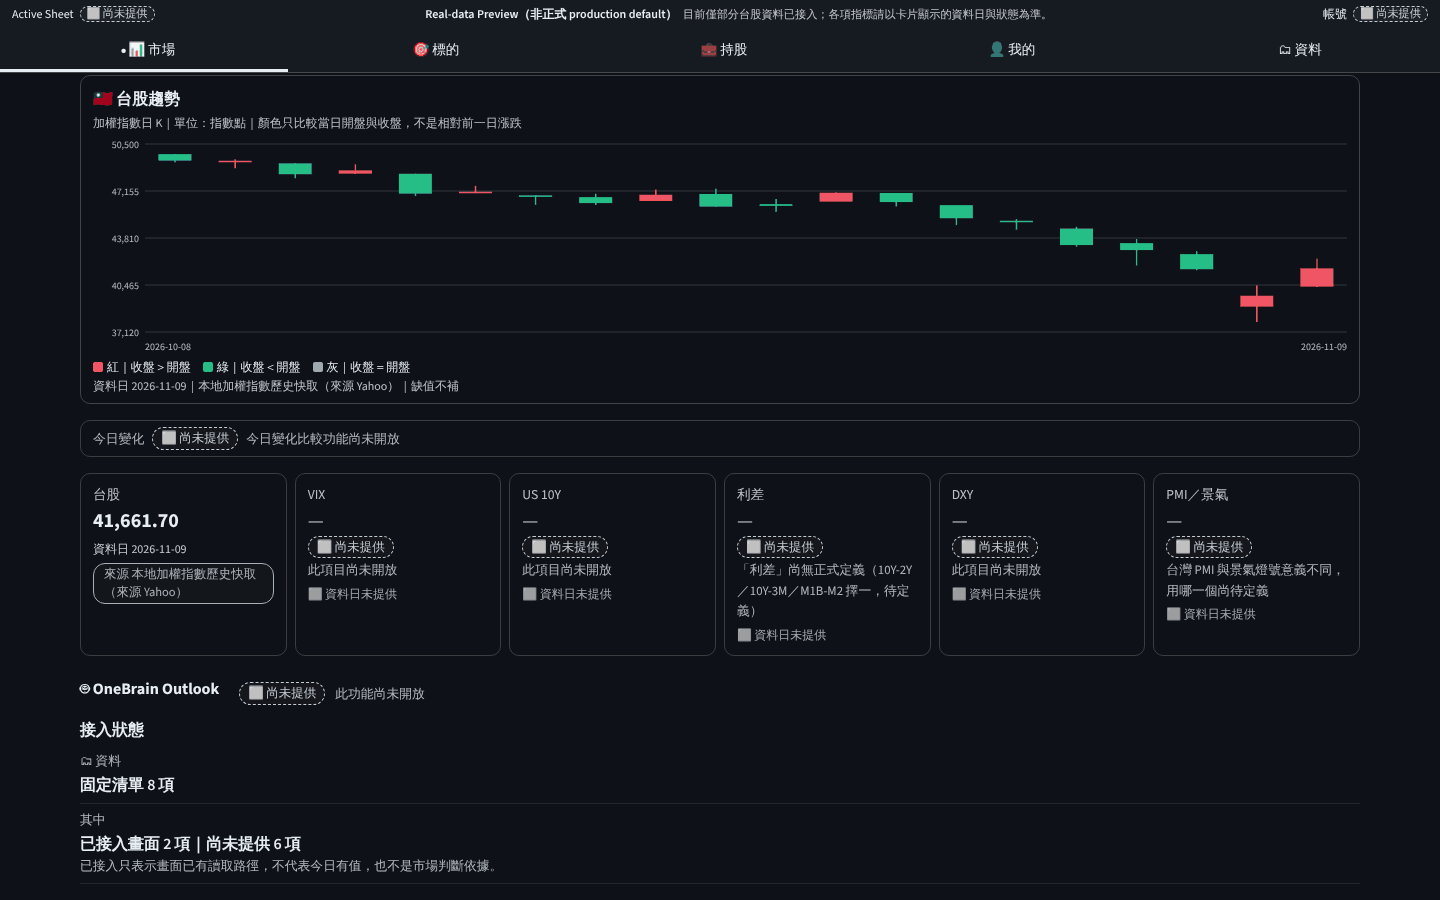 Active Sheet ⬜ 尚未提供 Real-data Preview（非正式 production default） 目前僅部分台股資料已接入；各項指標請以卡片顯示的資料日與狀態為準。 帳號 ⬜ 尚未提供
• 📊 市場 🎯 標的 💼 持股 👤 我的 🗂 資料
🇹🇼 台股趨勢
加權指數日 K｜單位：指數點｜顏色只比較當日開盤與收盤，不是相對前一日漲跌
50,500
47,155
43,810
40,465
37,120
2026-10-08 2026-11-09
紅｜收盤＞開盤 綠｜收盤＜開盤 灰｜收盤＝開盤
資料日 2026-11-09｜本地加權指數歷史快取（來源 Yahoo）｜缺值不補
今日變化 ⬜ 尚未提供 今日變化比較功能尚未開放
台股
41,661.70
資料日 2026-11-09
來源 本地加權指數歷史快取
（來源 Yahoo）
VIX
—
⬜ 尚未提供
此項目尚未開放
⬜ 資料日未提供
US 10Y
—
⬜ 尚未提供
此項目尚未開放
⬜ 資料日未提供
利差
—
⬜ 尚未提供
「利差」尚無正式定義（10Y-2Y
／10Y-3M／M1B-M2 擇一，待定
義）
⬜ 資料日未提供
DXY
—
⬜ 尚未提供
此項目尚未開放
⬜ 資料日未提供
PMI／景氣
—
⬜ 尚未提供
台灣 PMI 與景氣燈號意義不同，
用哪一個尚待定義
⬜ 資料日未提供
OneBrain Outlook ⬜ 尚未提供 此功能尚未開放
接入狀態
🗂 資料
固定清單 8 項
其中
已接入畫面 2 項｜尚未提供 6 項
已接入只表示畫面已有讀取路徑，不代表今日有值，也不是市場判斷依據。